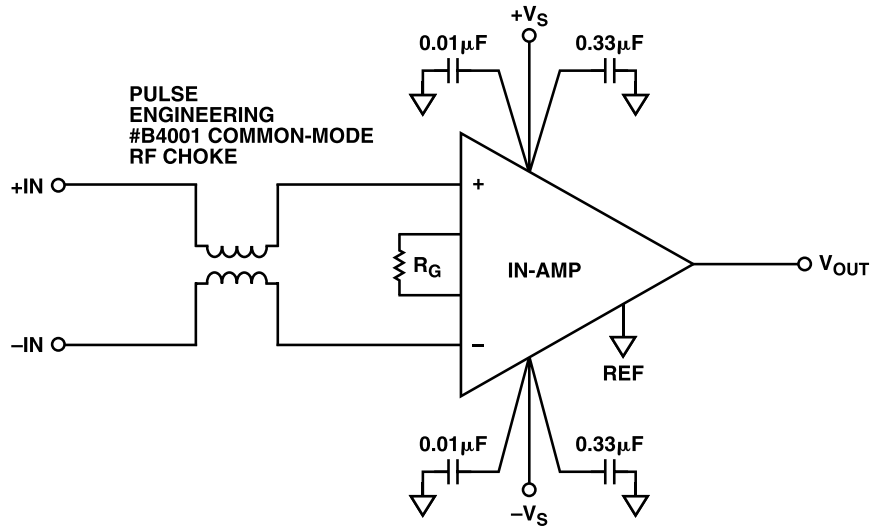 +VS
0.01μF
0.33μF
PULSE
ENGINEERING
#B4001 COMMON-MODE
RF CHOKE
+IN
+
RG
IN-AMP
VOUT
–IN
–
REF
0.01μF
0.33μF
–VS